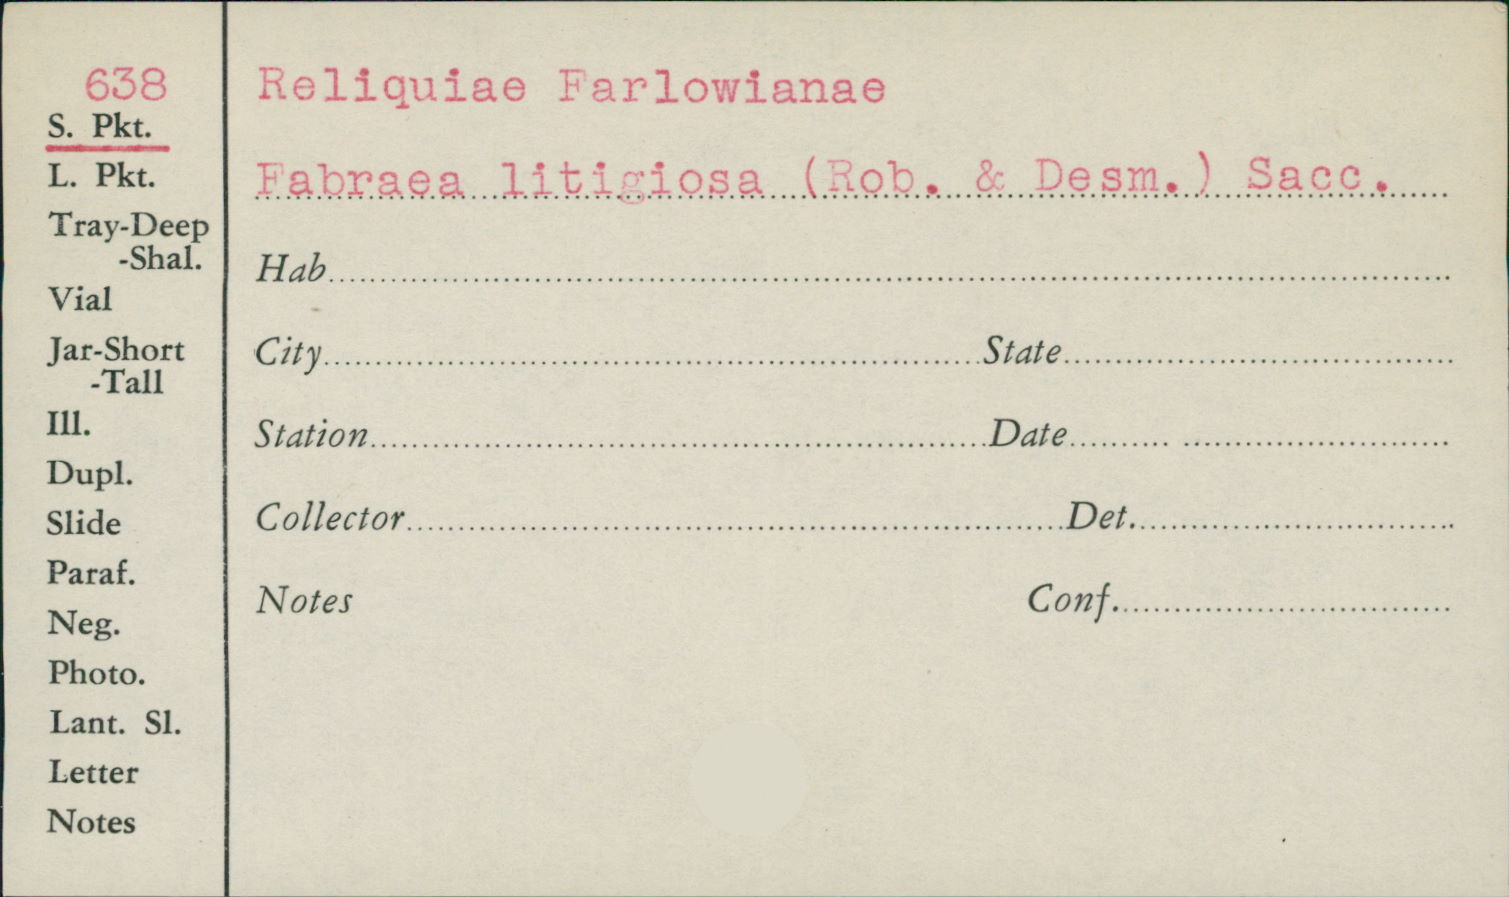 638
S. Pkt.
L. Pkt.
Tray-Deep
-Shal.
Vial
Jar-Short
-Tall
Ill.
Dupl.
Slide
Paraf.
Neg.
Photo.
Lant. Sl.
Letter
Notes
Reliquiae Farlowianae
Fabraea litigiosa (Rob. & Desm.) Sacc.
Hab
City State
Station Date
Collector Det.
Notes Conf.